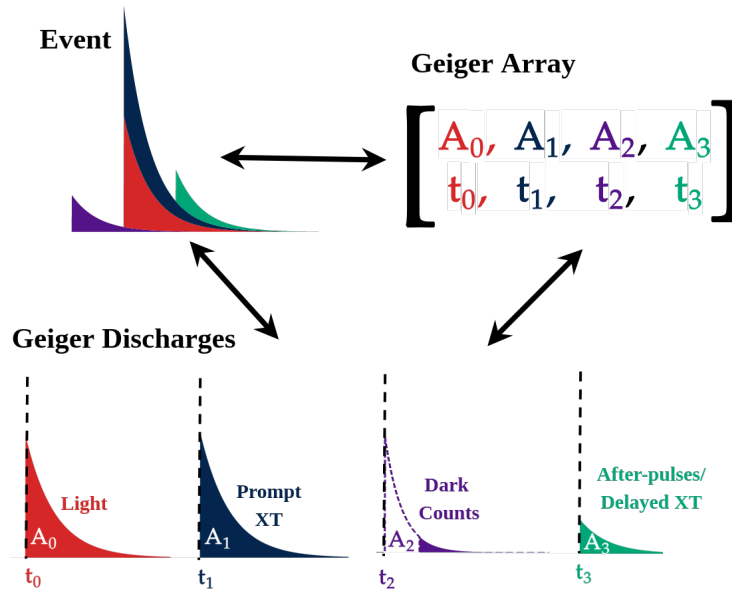 Event
Geiger Array
A₀, A₁, A₂, A₃
t₀, t₁, t₂, t₃
Geiger Discharges
Light
Prompt
XT
Dark
Counts
After-pulses/
Delayed XT
A₀
A₁
A₂
A₃
t₀
t₁
t₂
t₃